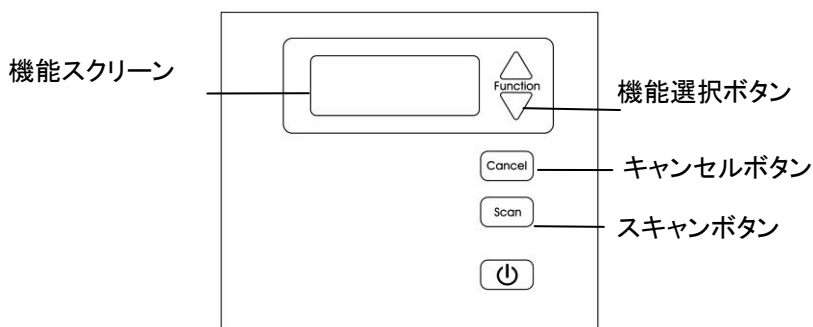 機能スクリーン
Function
機能選択ボタン
Cancel
キャンセルボタン
Scan
スキャンボタン